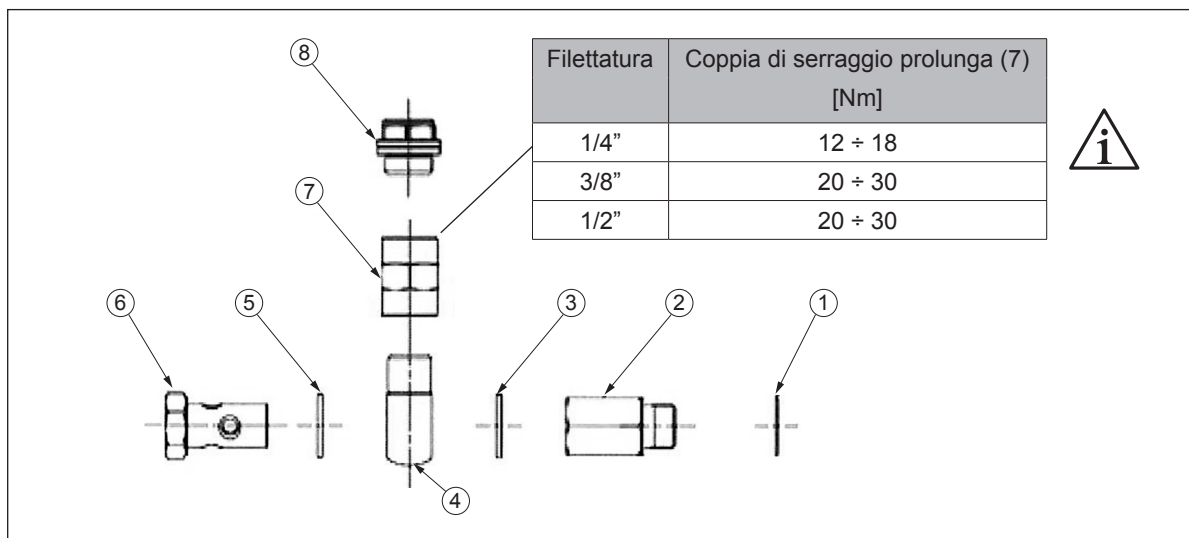 8
Filettatura Coppia di serraggio prolunga (7)
[Nm]
1/4” 12 ÷ 18
3/8” 20 ÷ 30
1/2” 20 ÷ 30
i
7
6 5 3 2 1
4